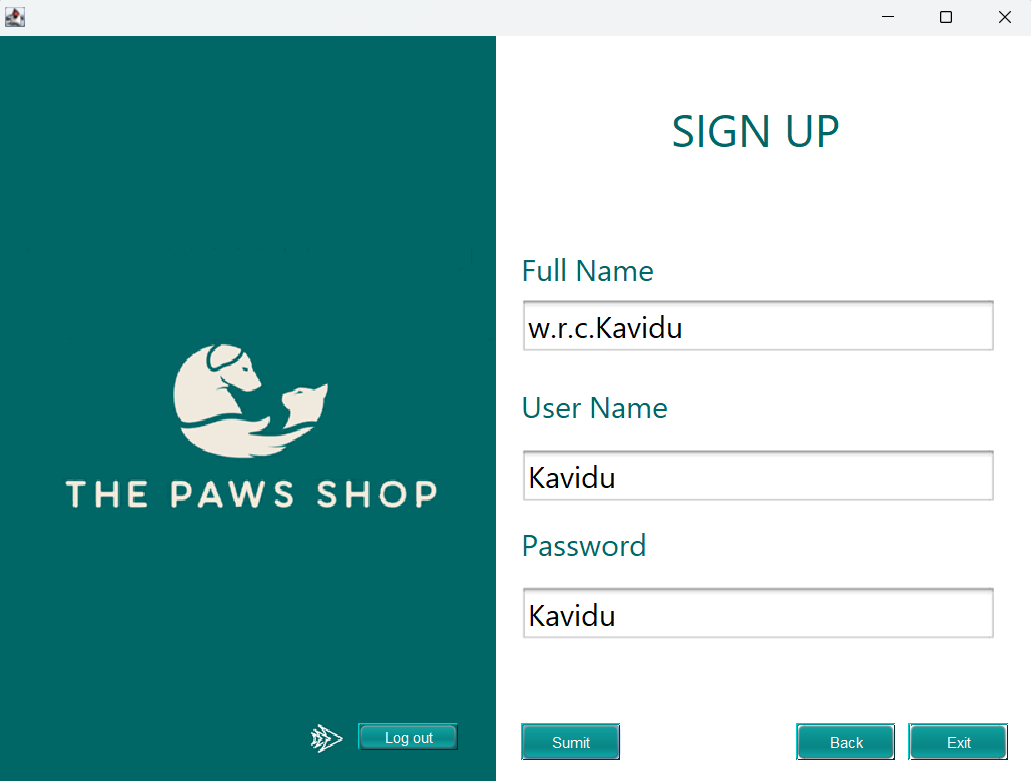 SIGN UP
Full Name
w.r.c.Kavidu
User Name
Kavidu
THE PAWS SHOP
Password
Kavidu
Log out
Sumit
Back
Exit